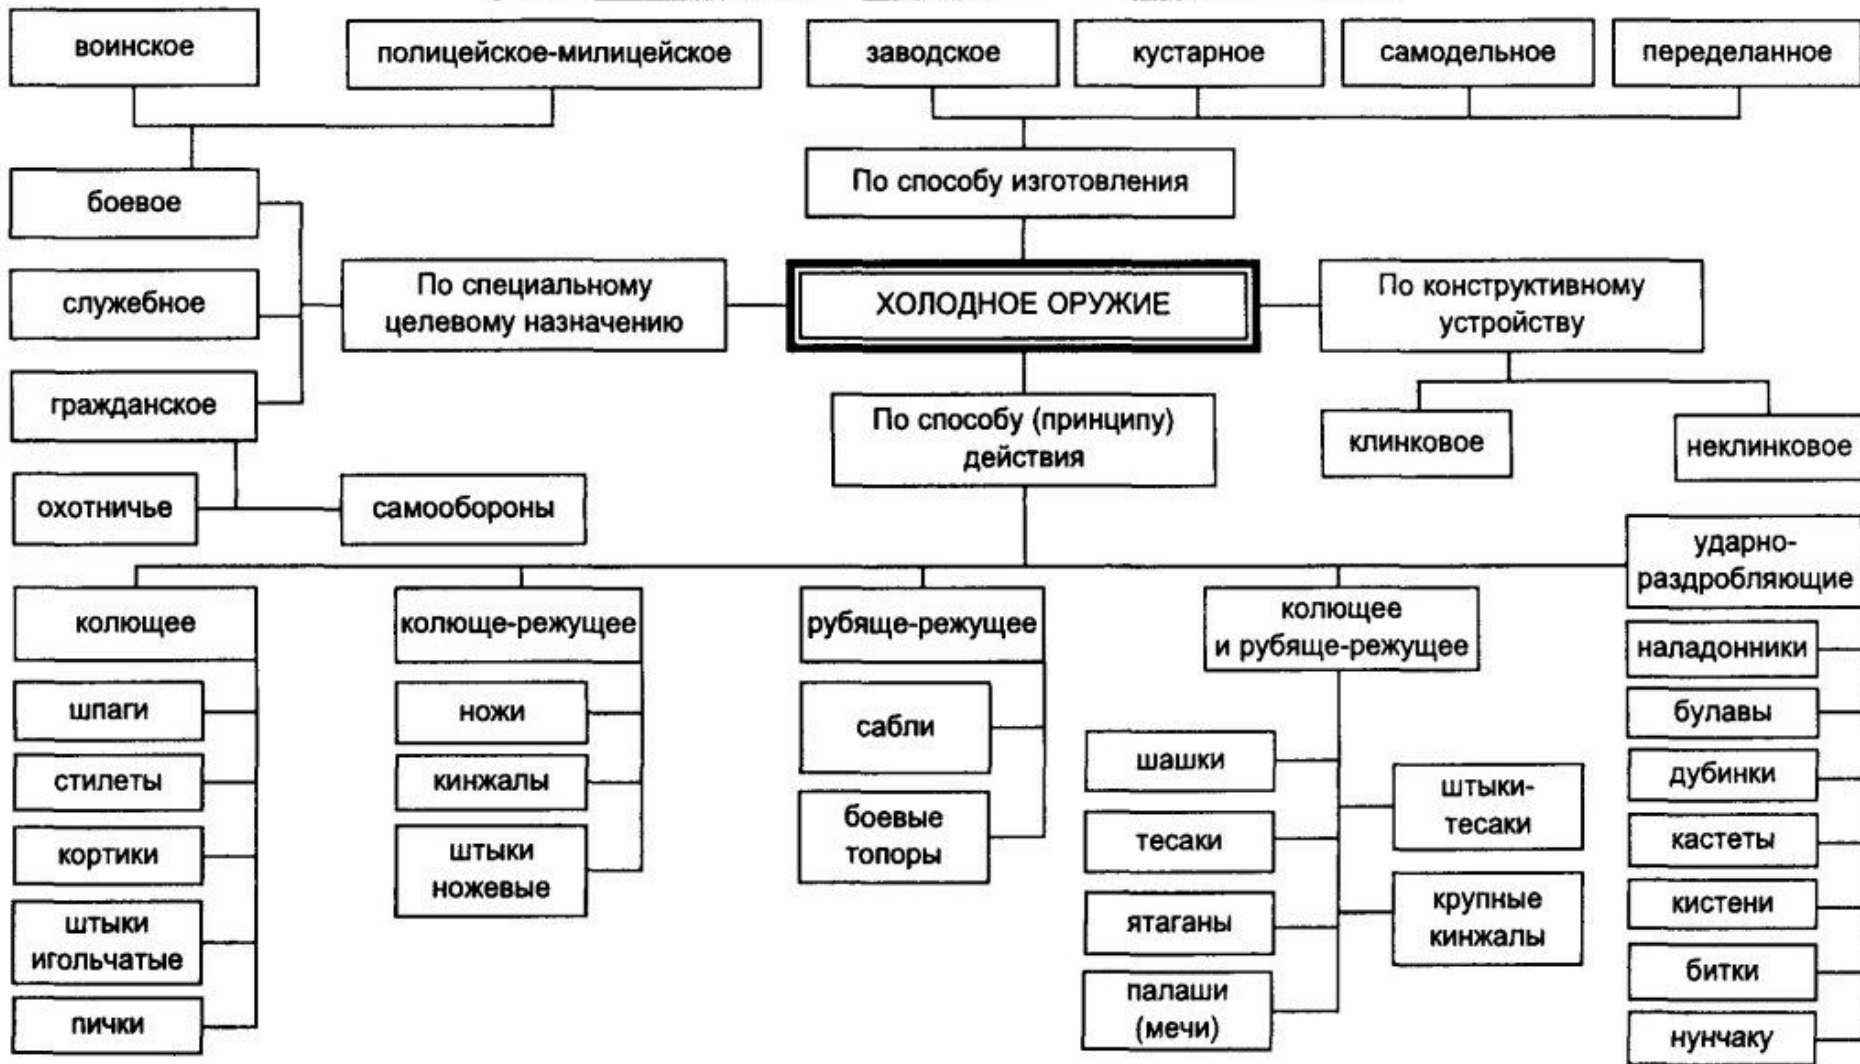 воинское
полицейское-милицейское
заводское
кустарное
самодельное
переделанное
По способу изготовления
боевое
служебное
гражданское
По специальному
целевому назначению
ХОЛОДНОЕ ОРУЖИЕ
По конструктивному
устройству
клинковое
неклинковое
охотничье
самообороны
По способу (принципу)
действия
колющее
шпаги
стилеты
кортики
штыки
игольчатые
пички
колюще-режущее
ножи
кинжалы
штыки
ножевые
рубяще-режущее
сабли
боевые
топоры
колющее
и рубяще-режущее
шашки
тесаки
ятаганы
палаши
(мечи)
штыки-
тесаки
крупные
кинжалы
ударно-
раздробляющие
наладонники
булавы
дубинки
кастеты
кистени
битки
нунчаку